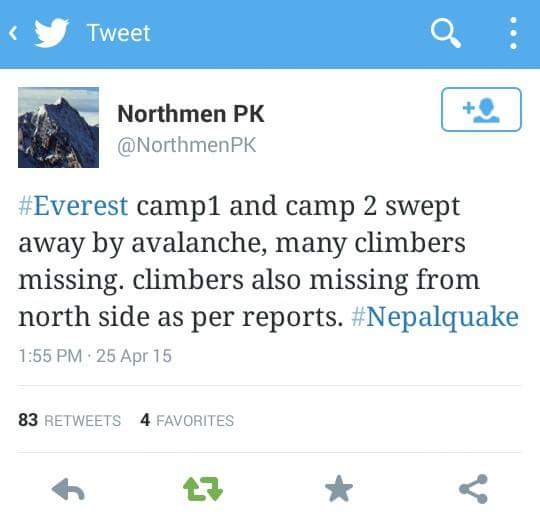 Tweet
Northmen PK
@NorthmenPK
#Everest camp1 and camp 2 swept
away by avalanche, many climbers
missing. climbers also missing from
north side as per reports. #Nepalquake
1:55 PM · 25 Apr 15
83 RETWEETS 4 FAVORITES